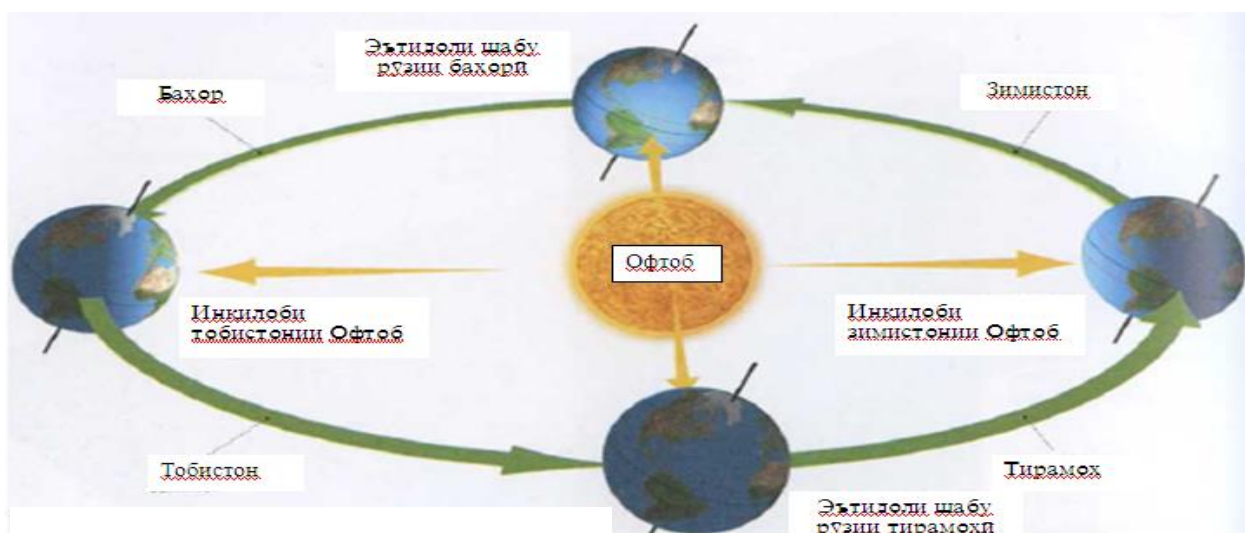 Эътидоли шабу
рӯзии баҳорӣ
Баҳор
Зимистон
Офтоб
Инқилоби
тобистонии Офтоб
Инқилоби
зимистонии Офтоб
Тобистон
Тирамоҳ
Эътидоли шабу
рӯзии тирамоҳӣ